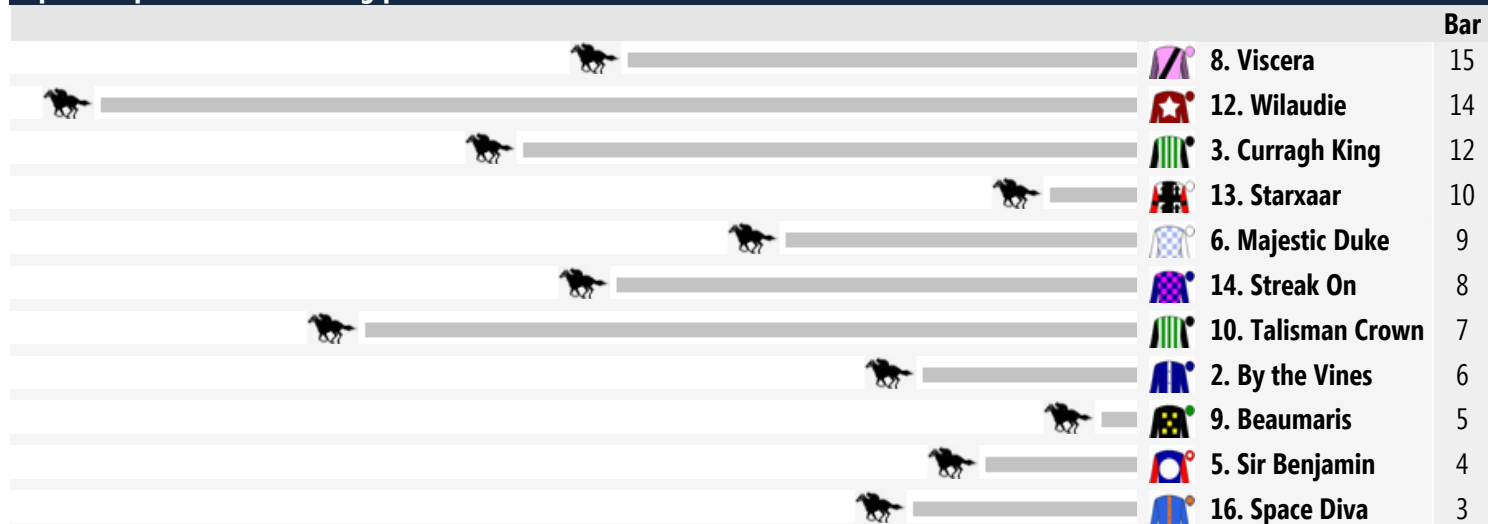 Bar
8. Viscera 15
12. Wilaudie 14
3. Curragh King 12
13. Starxaar 10
6. Majestic Duke 9
14. Streak On 8
10. Talisman Crown 7
2. By the Vines 6
9. Beaumaris 5
5. Sir Benjamin 4
16. Space Diva 3